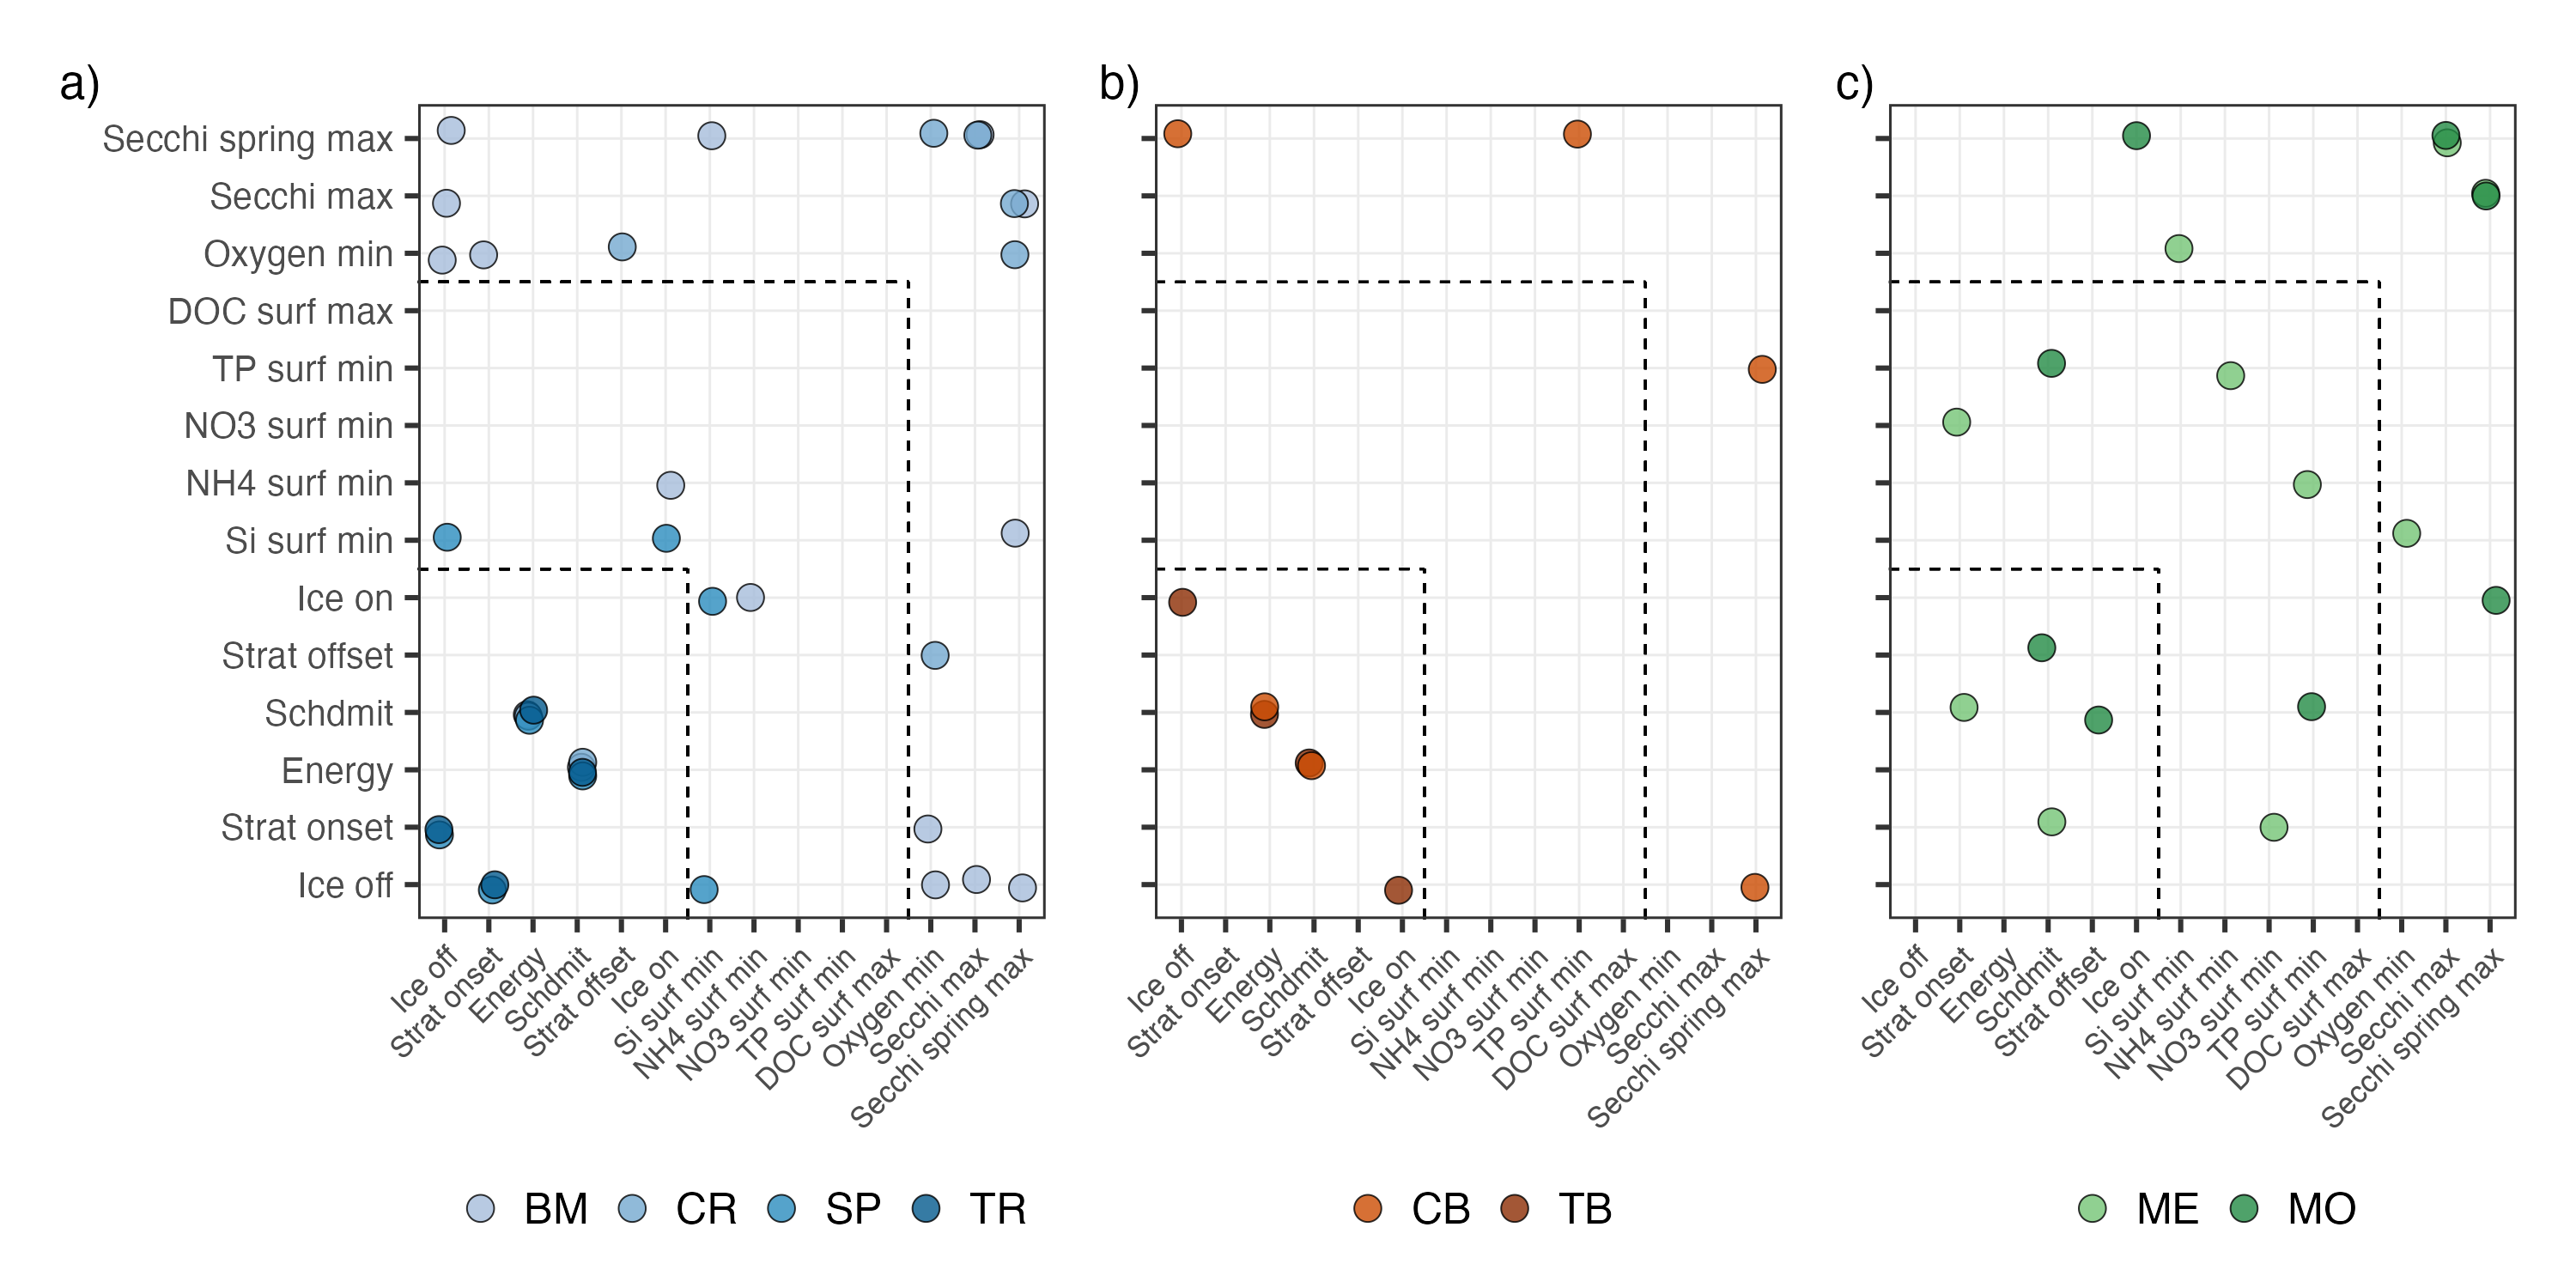 a)
b)
c)
Secchi spring max
Secchi max
Oxygen min
DOC surf max
TP surf min
NO3 surf min
NH4 surf min
Si surf min
Ice on
Strat offset
Schdmit
Energy
Strat onset
Ice off
Ice off
Strat onset
Energy
Schdmit
Strat offset
Ice on
Si surf min
NH4 surf min
NO3 surf min
TP surf min
DOC surf max
Oxygen min
Secchi max
Secchi spring max
Ice off
Strat onset
Energy
Schdmit
Strat offset
Ice on
Si surf min
NH4 surf min
NO3 surf min
TP surf min
DOC surf max
Oxygen min
Secchi max
Secchi spring max
Ice off
Strat onset
Energy
Schdmit
Strat offset
Ice on
Si surf min
NH4 surf min
NO3 surf min
TP surf min
DOC surf max
Oxygen min
Secchi max
Secchi spring max
BM CR SP TR
CB TB
ME MO